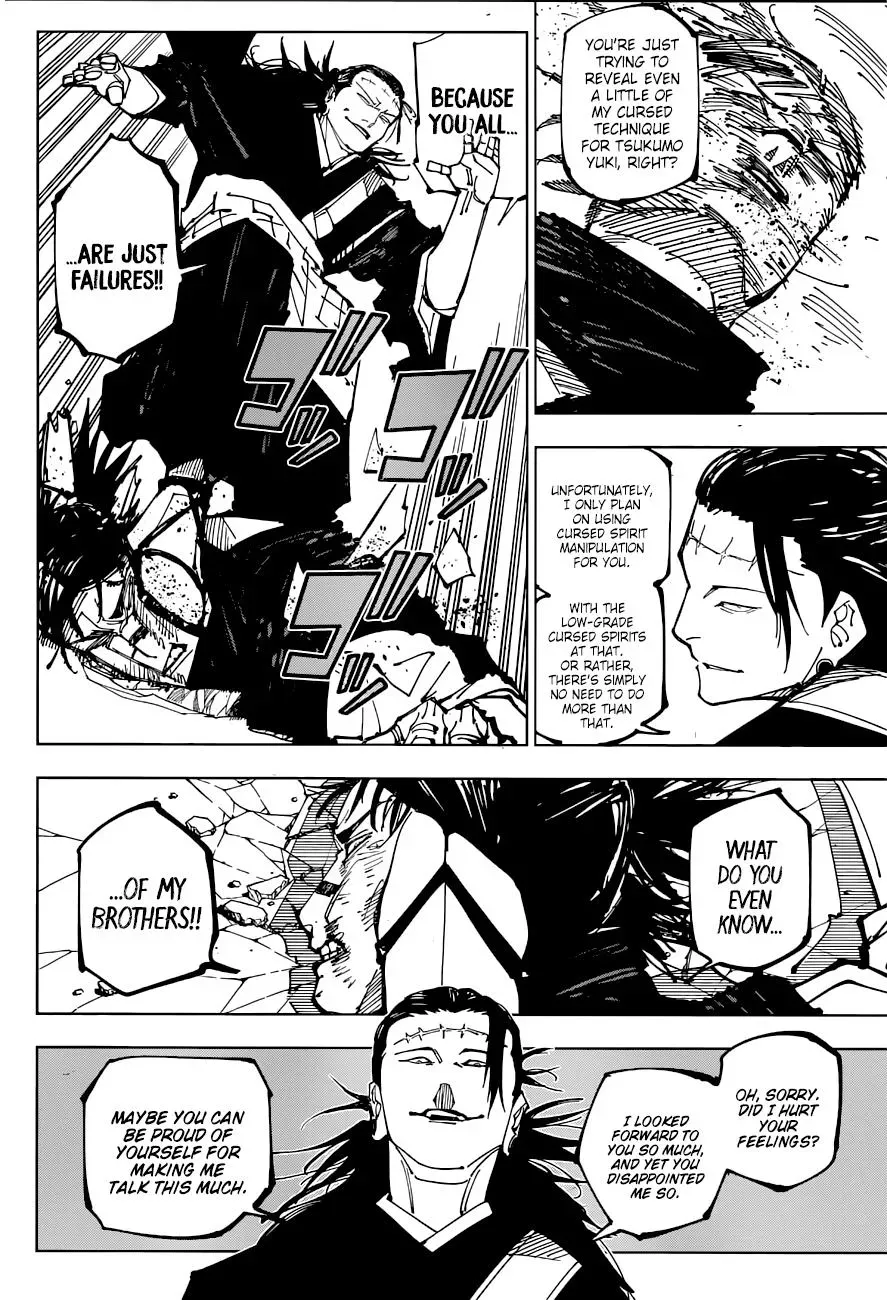 YOU'RE JUST
TRYING TO
REVEAL EVEN
A LITTLE OF
MY CURSED
TECHNIQUE
FOR TSUKUMO
YUKI, RIGHT?
UNFORTUNATELY,
I ONLY PLAN
ON USING
CURSED SPIRIT
MANIPULATION
FOR YOU.
WITH THE
LOW-GRADE
CURSED SPIRITS
AT THAT.
OR RATHER,
THERE'S SIMPLY
NO NEED TO DO
MORE THAN
THAT.
BECAUSE
YOU ALL...
...ARE JUST
FAILURES!!
ゴ
ゴ
ゴ
WHAT
DO YOU
EVEN
KNOW...
...OF MY
BROTHERS!!
OH, SORRY.
DID I HURT
YOUR
FEELINGS?
I LOOKED
FORWARD TO
YOU SO MUCH,
AND YET YOU
DISAPPOINTED
ME SO.
MAYBE YOU CAN
BE PROUD OF
YOURSELF FOR
MAKING ME
TALK THIS MUCH.